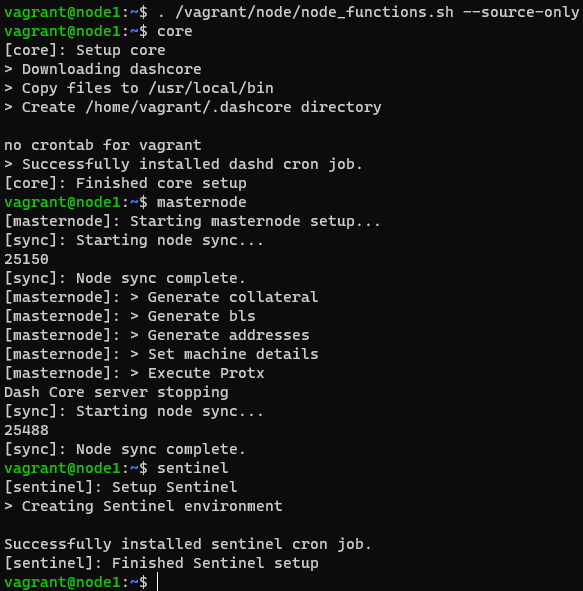 vagrant@node1:~$ . /vagrant/node/node_functions.sh --source-only
vagrant@node1:~$ core
[core]: Setup core
> Downloading dashcore
> Copy files to /usr/local/bin
> Create /home/vagrant/.dashcore directory
no crontab for vagrant
> Successfully installed dashd cron job.
[core]: Finished core setup
vagrant@node1:~$ masternode
[masternode]: Starting masternode setup...
[sync]: Starting node sync...
25150
[sync]: Node sync complete.
[masternode]: > Generate collateral
[masternode]: > Generate bls
[masternode]: > Generate addresses
[masternode]: > Set machine details
[masternode]: > Execute Protx
Dash Core server stopping
[sync]: Starting node sync...
25488
[sync]: Node sync complete.
vagrant@node1:~$ sentinel
[sentinel]: Setup Sentinel
> Creating Sentinel environment
Successfully installed sentinel cron job.
[sentinel]: Finished Sentinel setup
vagrant@node1:~$